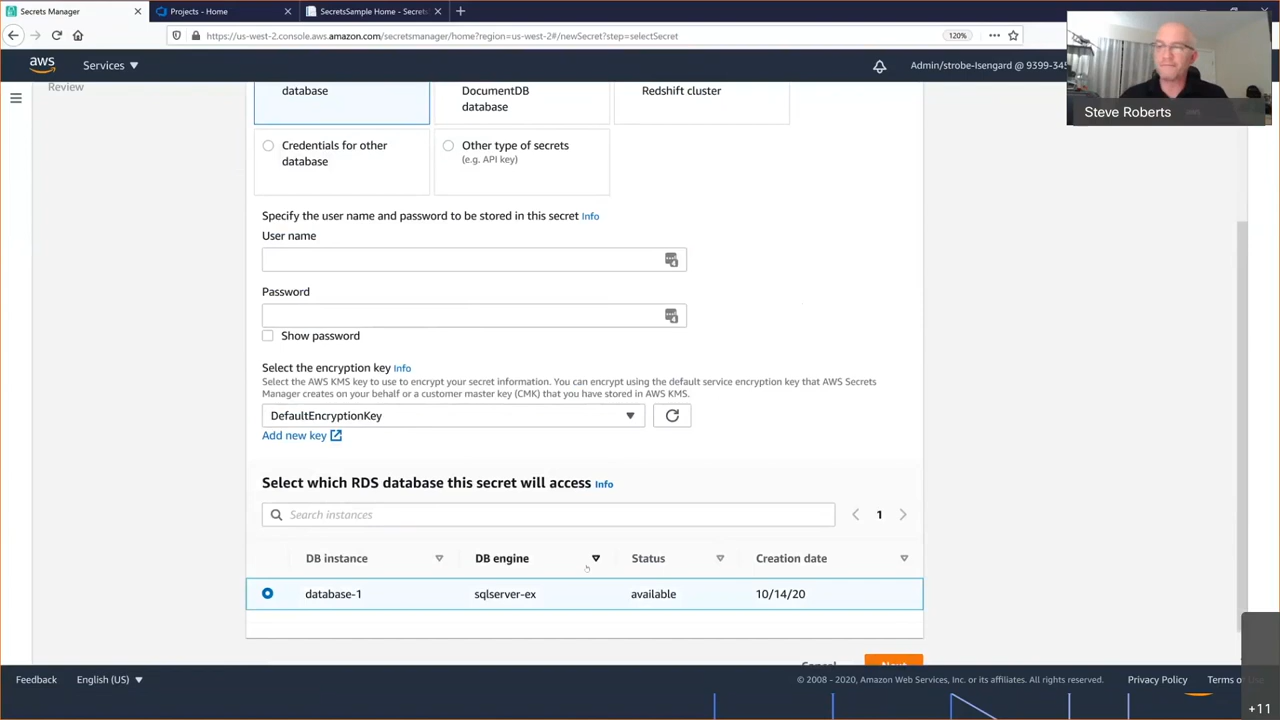 Secrets Manager
Projects - Home
SecretsSample Home - Secrets
https://us-west-2.console.aws.amazon.com/secretsmanager/home?region=us-west-2#/newSecret?step=selectSecret
120%
aws
Services
Admin/strobe-Isengard @ 9399-345
Steve Roberts
Review
database
DocumentDB
database
Redshift cluster
Credentials for other
database
Other type of secrets
(e.g. API key)
Specify the user name and password to be stored in this secret Info
User name
Password
Show password
Select the encryption key Info
Select the AWS KMS key to use to encrypt your secret information. You can encrypt using the default service encryption key that AWS Secrets
Manager creates on your behalf or a customer master key (CMK) that you have stored in AWS KMS.
DefaultEncryptionKey
Add new key
Select which RDS database this secret will access Info
Search instances
1
DB instance
DB engine
Status
Creation date
database-1
sqlserver-ex
available
10/14/20
Cancel
Next
Feedback
English (US)
© 2008 - 2020, Amazon Web Services, Inc. or its affiliates. All rights reserved.
Privacy Policy
Terms of
+11